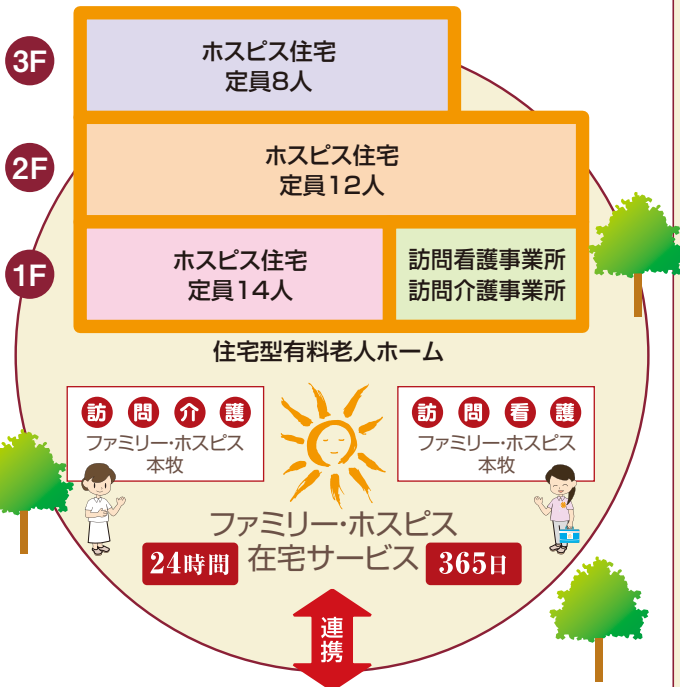 3F
ホスピス住宅
定員8人
2F
ホスピス住宅
定員12人
1F
ホスピス住宅
定員14人
訪問看護事業所
訪問介護事業所
住宅型有料老人ホーム
訪問介護
ファミリー・ホスピス
本牧
訪問看護
ファミリー・ホスピス
本牧
ファミリー・ホスピス
24時間 在宅サービス 365日
連携